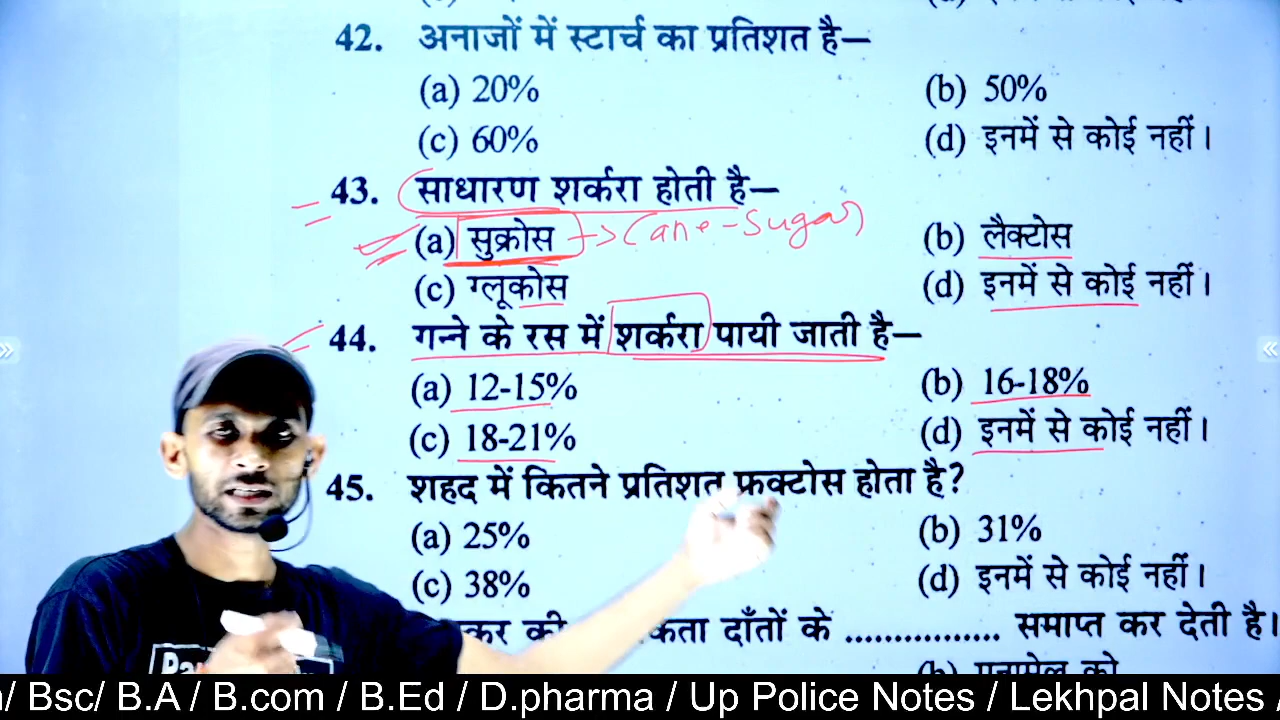 42. अनाजों में स्टार्च का प्रतिशत है—
(a) 20% (b) 50%
(c) 60% (d) इनमें से कोई नहीं।
43. साधारण शर्करा होती है—
(a) सुक्रोस -> Cane-sugar (b) लैक्टोस
(c) ग्लूकोस (d) इनमें से कोई नहीं।
44. गन्ने के रस में शर्करा पायी जाती है—
(a) 12-15% (b) 16-18%
(c) 18-21% (d) इनमें से कोई नहीं।
45. शहद में कितने प्रतिशत फ्रक्टोस होता है?
(a) 25% (b) 31%
(c) 38% (d) इनमें से कोई नहीं।
की दाँतों के ................. समाप्त कर देती है।
/ Bsc/ B.A / B.com / B.Ed / D.pharma / Up Police Notes / Lekhpal Notes /